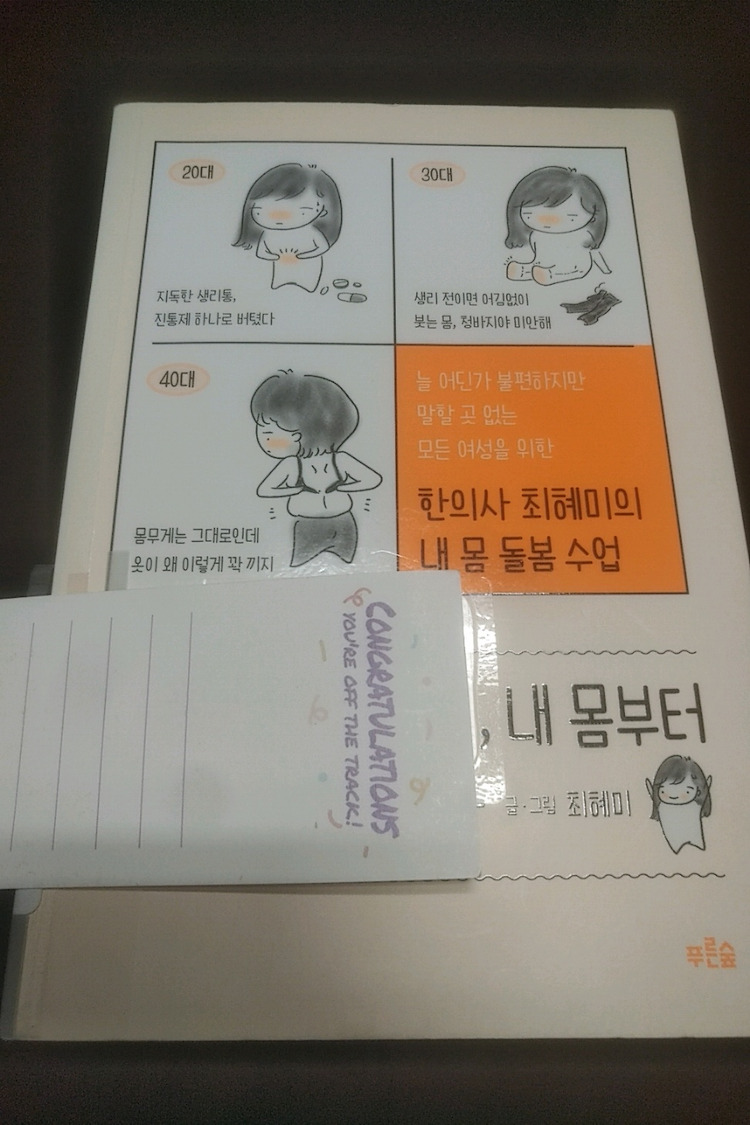 20대
지독한 생리통,
진통제 하나로 버텼다
30대
생리 전이면 어김없이
붓는 몸, 청바지야 미안해
40대
몸무게는 그대로인데
옷이 왜 이렇게 꽉 끼지
늘 어딘가 불편하지만
말할 곳 없는
모든 여성을 위한
한의사 최혜미의
내 몸 돌봄 수업
, 내 몸부터
글·그림 최혜미
푸른숲
CONGRATULATIONS
YOU'RE OFF THE TRACK!